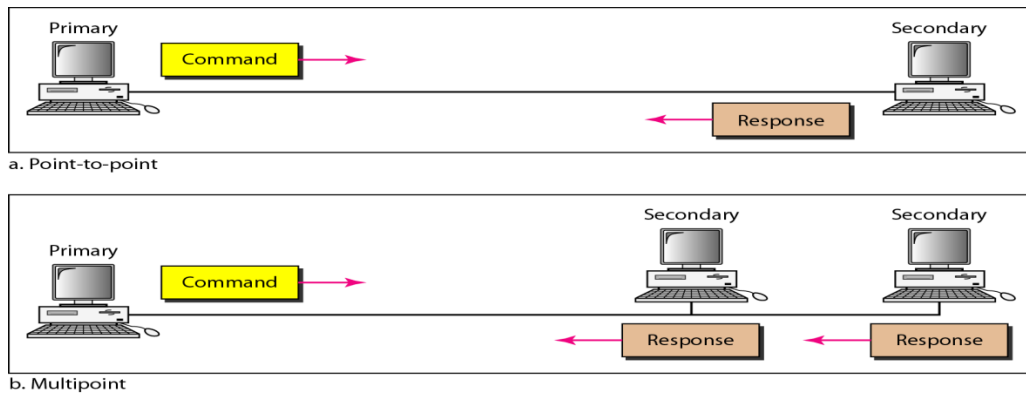 Primary
Secondary
Command
Response
a. Point-to-point
Secondary
Secondary
Primary
Command
Response
Response
b. Multipoint